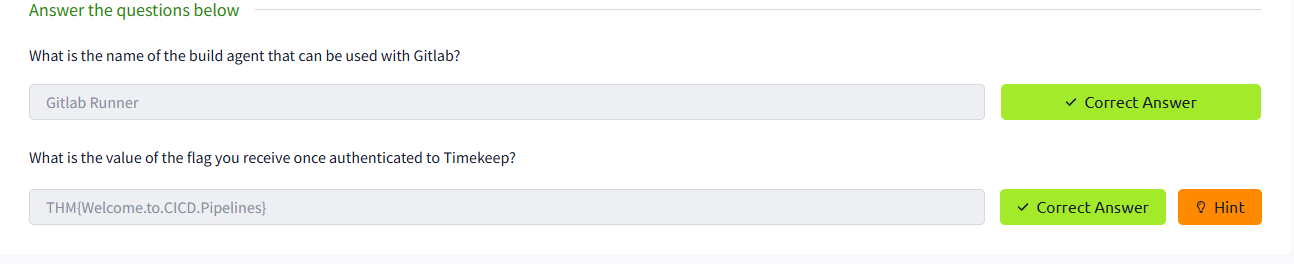 Answer the questions below
What is the name of the build agent that can be used with Gitlab?
Gitlab Runner
Correct Answer
What is the value of the flag you receive once authenticated to Timekeep?
THM{Welcome.to.CICD.Pipelines}
Correct Answer
Hint